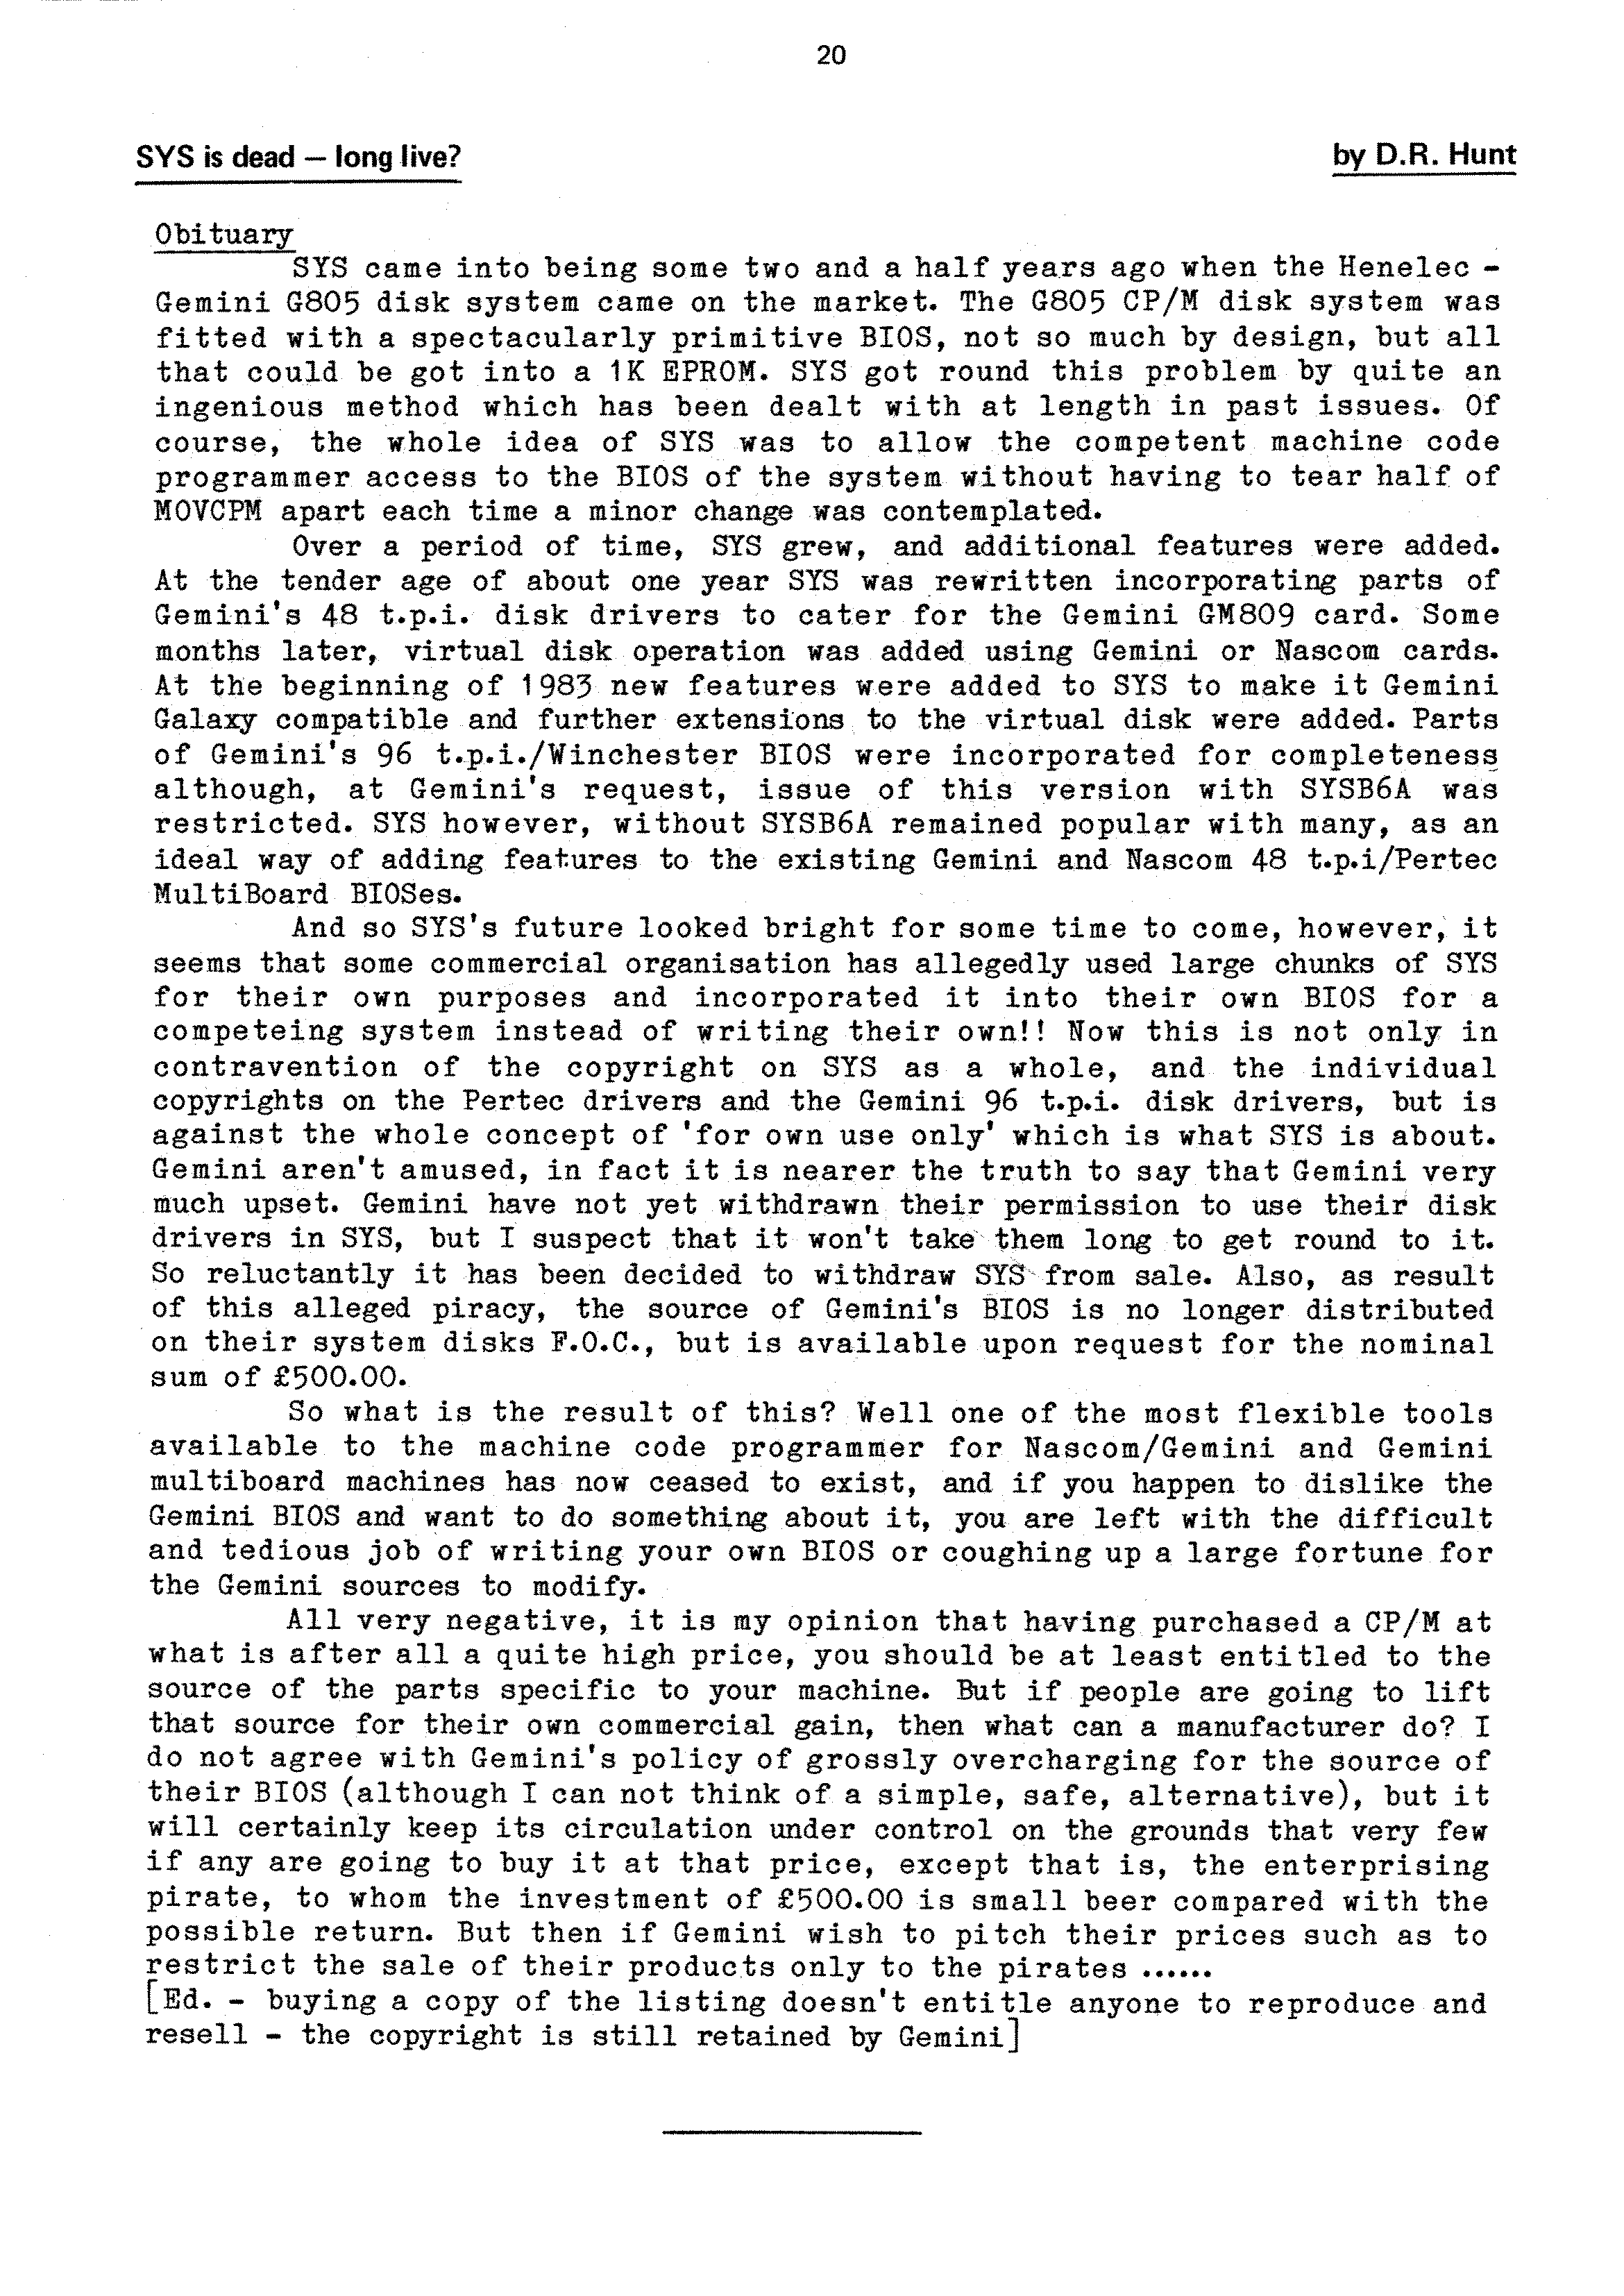 20
SYS is dead — long live? by D.R. Hunt
Obituary
SYS came into being some two and a half years ago when the Henelec -
Gemini G805 disk system came on the market. The G805 CP/M disk system was
fitted with a spectacularly primitive BIOS, not so much by design, but all
that could be got into a 1K EPROM. SYS got round this problem by quite an
ingenious method which has been dealt with at length in past issues. Of
course, the whole idea of SYS was to allow the competent machine code
programmer access to the BIOS of the system without having to tear half of
MOVCPM apart each time a minor change was contemplated.
Over a period of time, SYS grew, and additional features were added.
At the tender age of about one year SYS was rewritten incorporating parts of
Gemini's 48 t.p.i. disk drivers to cater for the Gemini GM809 card. Some
months later, virtual disk operation was added using Gemini or Nascom cards.
At the beginning of 1983 new features were added to SYS to make it Gemini
Galaxy compatible and further extensions to the virtual disk were added. Parts
of Gemini's 96 t.p.i./Winchester BIOS were incorporated for completeness
although, at Gemini's request, issue of this version with SYSB6A was
restricted. SYS however, without SYSB6A remained popular with many, as an
ideal way of adding features to the existing Gemini and Nascom 48 t.p.i/Pertec
MultiBoard BIOSes.
And so SYS's future looked bright for some time to come, however, it
seems that some commercial organisation has allegedly used large chunks of SYS
for their own purposes and incorporated it into their own BIOS for a
competeing system instead of writing their own!! Now this is not only in
contravention of the copyright on SYS as a whole, and the individual
copyrights on the Pertec drivers and the Gemini 96 t.p.i. disk drivers, but is
against the whole concept of 'for own use only' which is what SYS is about.
Gemini aren't amused, in fact it is nearer the truth to say that Gemini very
much upset. Gemini have not yet withdrawn their permission to use their disk
drivers in SYS, but I suspect that it won't take them long to get round to it.
So reluctantly it has been decided to withdraw SYS from sale. Also, as result
of this alleged piracy, the source of Gemini's BIOS is no longer distributed
on their system disks F.O.C., but is available upon request for the nominal
sum of £500.00.
So what is the result of this? Well one of the most flexible tools
available to the machine code programmer for Nascom/Gemini and Gemini
multiboard machines has now ceased to exist, and if you happen to dislike the
Gemini BIOS and want to do something about it, you are left with the difficult
and tedious job of writing your own BIOS or coughing up a large fortune for
the Gemini sources to modify.
All very negative, it is my opinion that having purchased a CP/M at
what is after all a quite high price, you should be at least entitled to the
source of the parts specific to your machine. But if people are going to lift
that source for their own commercial gain, then what can a manufacturer do? I
do not agree with Gemini's policy of grossly overcharging for the source of
their BIOS (although I can not think of a simple, safe, alternative), but it
will certainly keep its circulation under control on the grounds that very few
if any are going to buy it at that price, except that is, the enterprising
pirate, to whom the investment of £500.00 is small beer compared with the
possible return. But then if Gemini wish to pitch their prices such as to
restrict the sale of their products only to the pirates ......
[Ed. - buying a copy of the listing doesn't entitle anyone to reproduce and
resell - the copyright is still retained by Gemini]